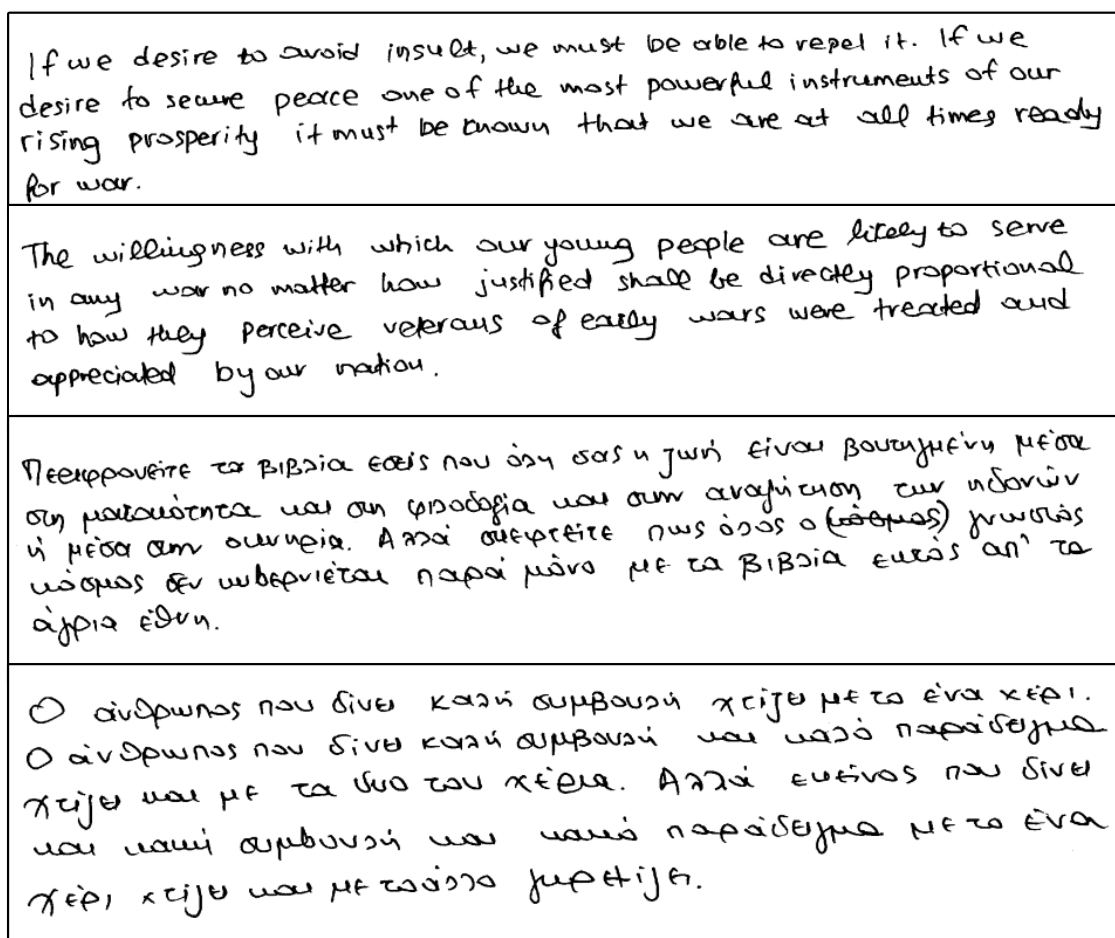 If we desire to avoid insult, we must be able to repel it. If we
desire to secure peace one of the most powerful instruments of our
rising prosperity it must be known that we are at all times ready
for war.
The willingness with which our young people are likely to serve
in any war no matter how justified shall be directly proportional
to how they perceive veterans of early wars were treated and
appreciated by our nation.
τα βιβλία εσείς που όλη σας η ζωή είναι βουτηγμένη μέσα
στη ματαιότητα και στη φιλοδοξία και στην αναζήτηση των ηδονών
ή μέσα στην οκνηρία. Αλλά σκεφτείτε πως όλος ο (κόσμος) γνωστός
κόσμος δεν κυβερνιέται παρά μόνο με τα βιβλία εκτός απ' τα
άγρια έθνη.
Ο άνθρωπος που δίνει καλή συμβουλή χτίζει με το ένα χέρι.
Ο άνθρωπος που δίνει καλή συμβουλή και καλό παράδειγμα
χτίζει και με τα δυο του χέρια. Αλλά εκείνος που δίνει
και κακή συμβουλή και κακό παράδειγμα με το ένα
χέρι χτίζει και με το άλλο